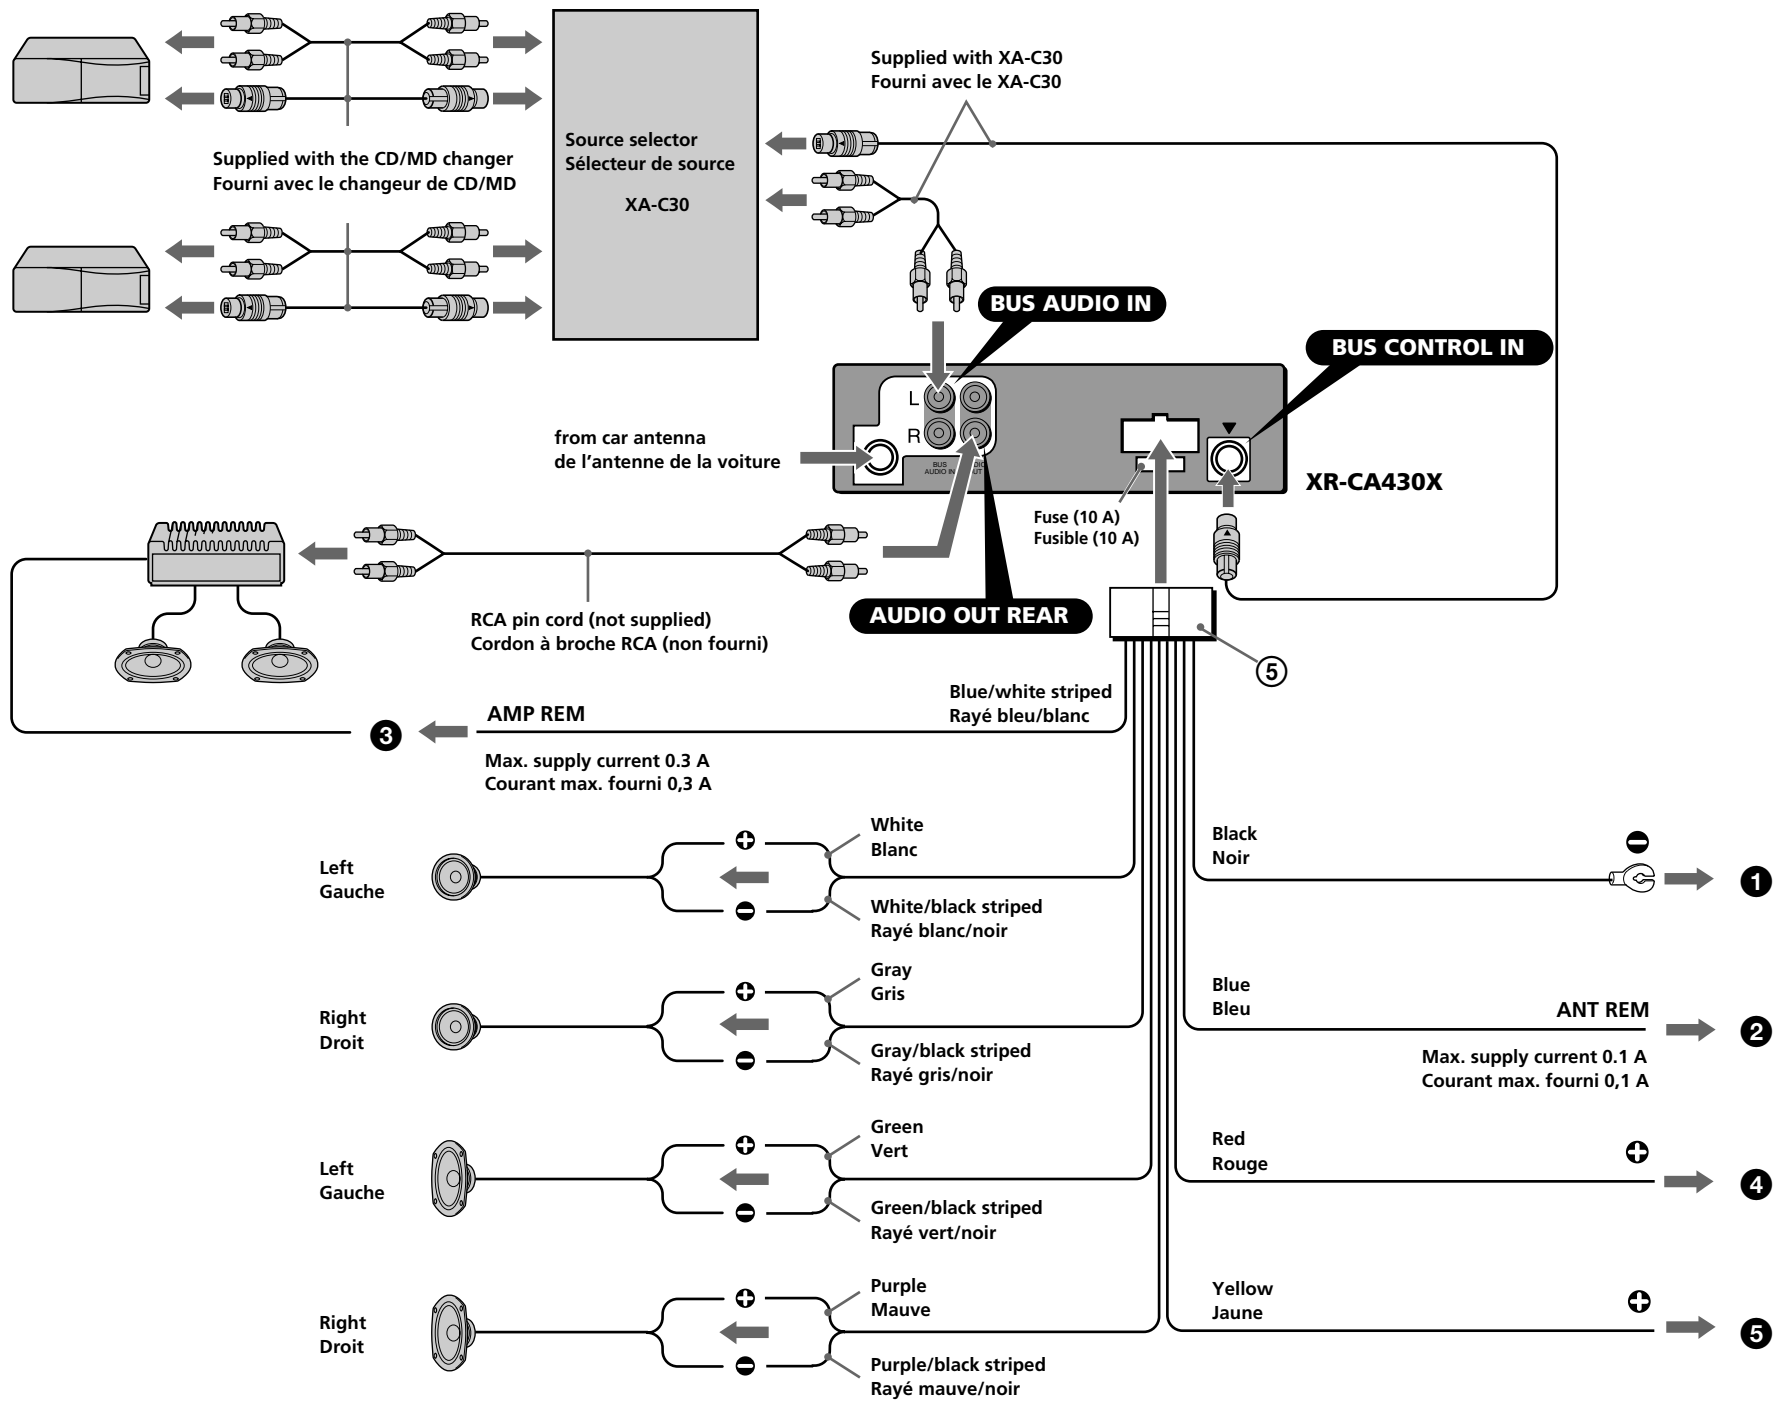 Supplied with XA-C30
Fourni avec le XA-C30
Source selector
Sélecteur de source
XA-C30
Supplied with the CD/MD changer
Fourni avec le changeur de CD/MD
BUS AUDIO IN
BUS CONTROL IN
L
R
BUS
AUDIO IN
from car antenna
de l'antenne de la voiture
XR-CA430X
Fuse (10 A)
Fusible (10 A)
RCA pin cord (not supplied)
Cordon à broche RCA (non fourni)
AUDIO OUT REAR
5
Blue/white striped
Rayé bleu/blanc
3
AMP REM
Max. supply current 0.3 A
Courant max. fourni 0,3 A
Left
Gauche
White
Blanc
White/black striped
Rayé blanc/noir
Black
Noir
1
Right
Droit
Gray
Gris
Gray/black striped
Rayé gris/noir
Blue
Bleu
ANT REM
2
Max. supply current 0.1 A
Courant max. fourni 0,1 A
Left
Gauche
Green
Vert
Green/black striped
Rayé vert/noir
Red
Rouge
4
Right
Droit
Purple
Mauve
Purple/black striped
Rayé mauve/noir
Yellow
Jaune
5